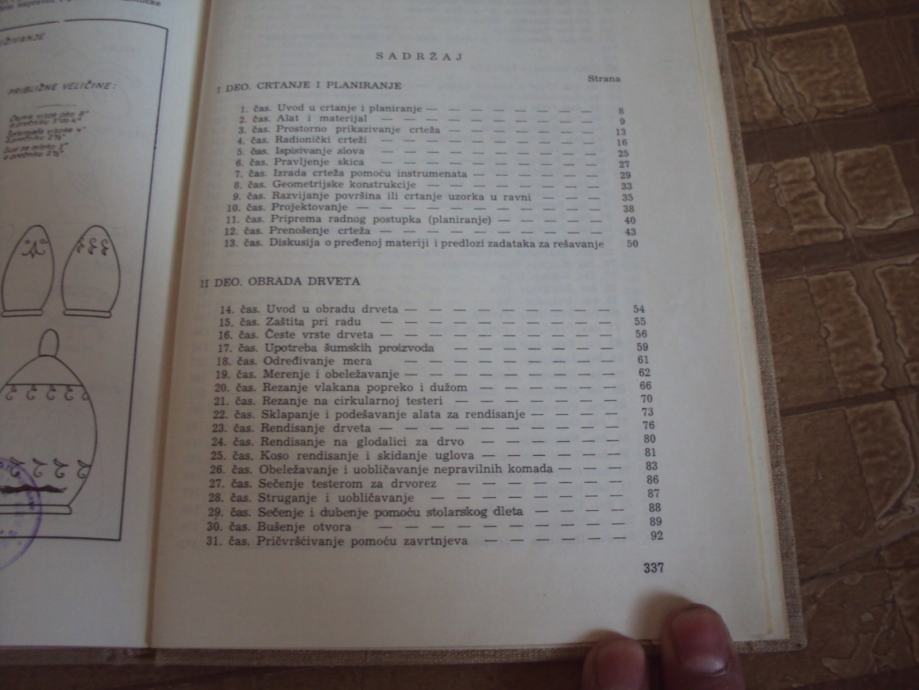 IŽIVANJE
PRIBLIŽNE VELIČINE:
SADRŽAJ
Strana
I DEO. CRTANJE I PLANIRANJE
1. čas. Uvod u crtanje i planiranje — — — — — — — 8
2. čas. Alat i materijal — — — — — — — — 9
3. čas. Prostorno prikazivanje crteža — — — — — — 13
4. čas. Radionički crteži — — — — — — — — 16
5. čas. Ispisivanje slova — — — — — — — — 25
6. čas. Pravljenje skica — — — — — — — — 27
7. čas. Izrada crteža pomoću instrumenata — — — — — 29
8. čas. Geometrijske konstrukcije — — — — — — — 33
9. čas. Razvijanje površina ili crtanje uzorka u ravni — — — 35
10. čas. Projektovanje — — — — — — — — 38
11. čas. Priprema radnog postupka (planiranje) — — — — 40
12. čas. Prenošenje crteža — — — — — — — — 43
13. čas. Diskusija o pređenoj materiji i predlozi zadataka za rešavanje 50
II DEO. OBRADA DRVETA
14. čas. Uvod u obradu drveta — — — — — — — — 54
15. čas. Zaštita pri radu — — — — — — — — 55
16. čas. Česte vrste drveta — — — — — — — — 56
17. čas. Upotreba šumskih proizvoda — — — — — — 59
18. čas. Određivanje mera — — — — — — — 61
19. čas. Merenje i obeležavanje — — — — — — — 62
20. čas. Rezanje vlakana popreko i dužom — — — — — — 66
21. čas. Rezanje na cirkularnoj testeri — — — — — — 70
22. čas. Sklapanje i podešavanje alata za rendisanje — — — — 73
23. čas. Rendisanje drveta — — — — — — — — 76
24. čas. Rendisanje na glodalici za drvo — — — — — — 80
25. čas. Koso rendisanje i skidanje uglova — — — — — 81
26. čas. Obeležavanje i uobličavanje nepravilnih komada — — — 83
27. čas. Sečenje testerom za drvorez — — — — — — 86
28. čas. Struganje i uobličavanje — — — — — — — 87
29. čas. Sečenje i dubenje pomoću stolarskog dleta — — — — 88
30. čas. Bušenje otvora — — — — — — — — 89
31. čas. Pričvršćivanje pomoću zavrtnjeva — — — — — 92
337